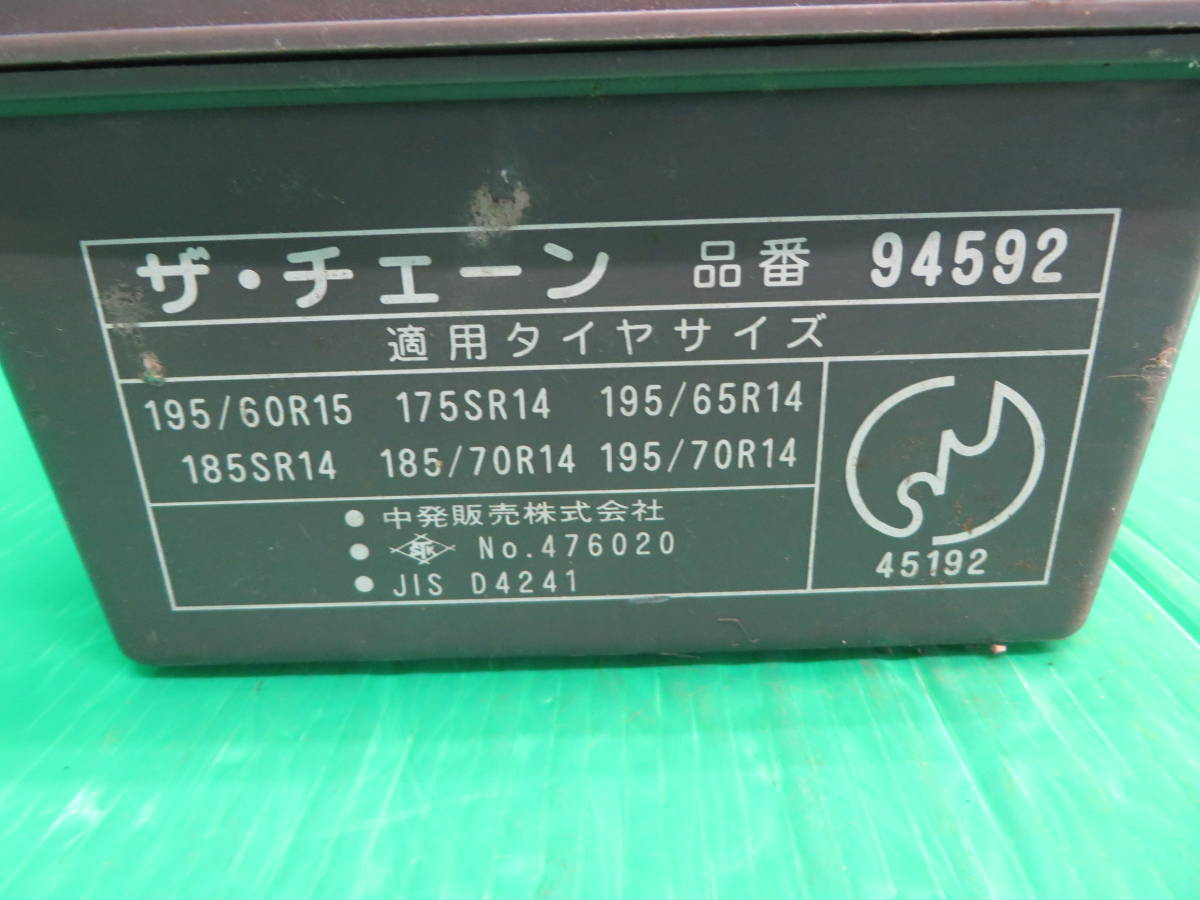 ザ・チェーン 品番 94592
適用タイヤサイズ
195/60R15 175SR14 195/65R14
185SR14 185/70R14 195/70R14
● 中発販売株式会社
● No.476020
● JIS D4241
45192